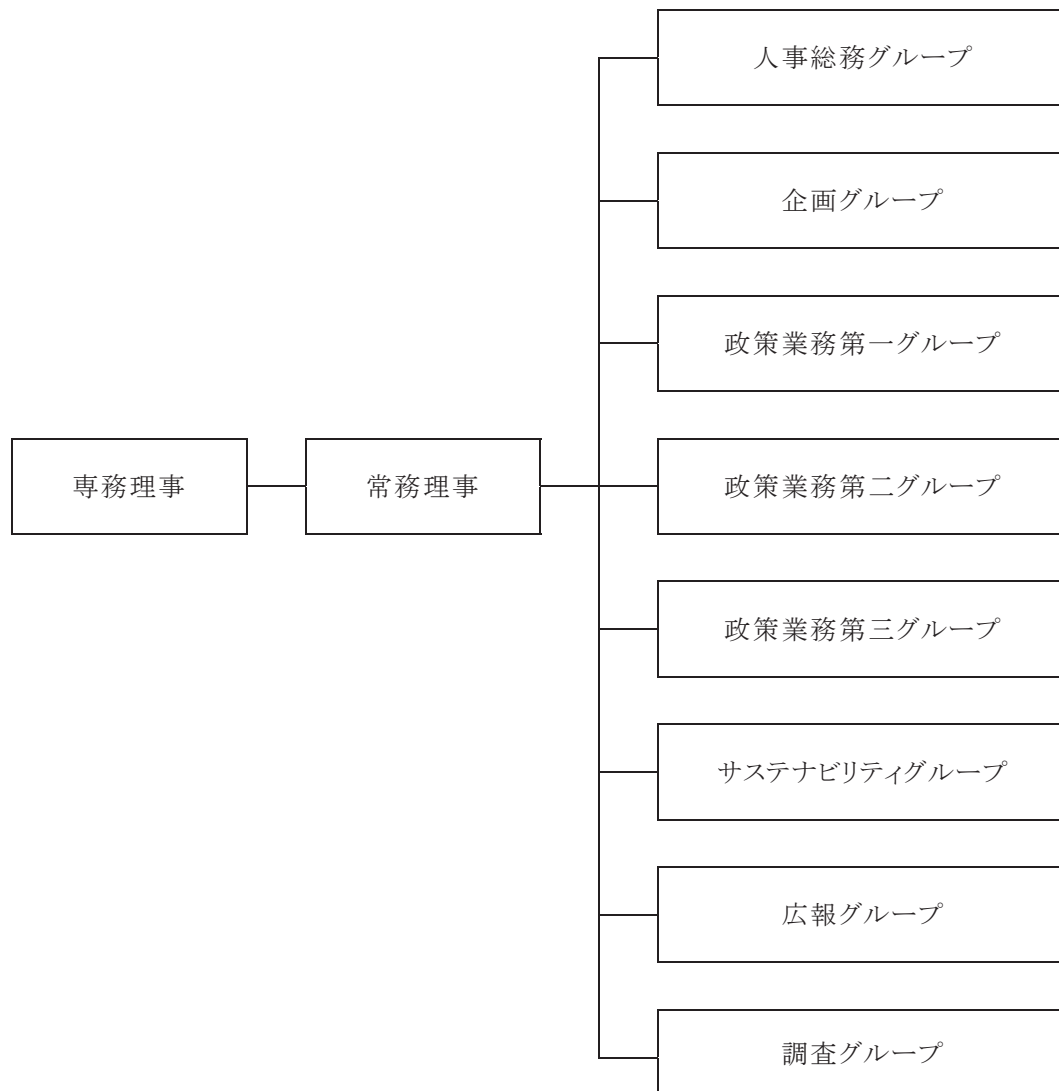 人事総務グループ
企画グループ
政策業務第一グループ
専務理事
常務理事
政策業務第二グループ
政策業務第三グループ
サステナビリティグループ
広報グループ
調査グループ